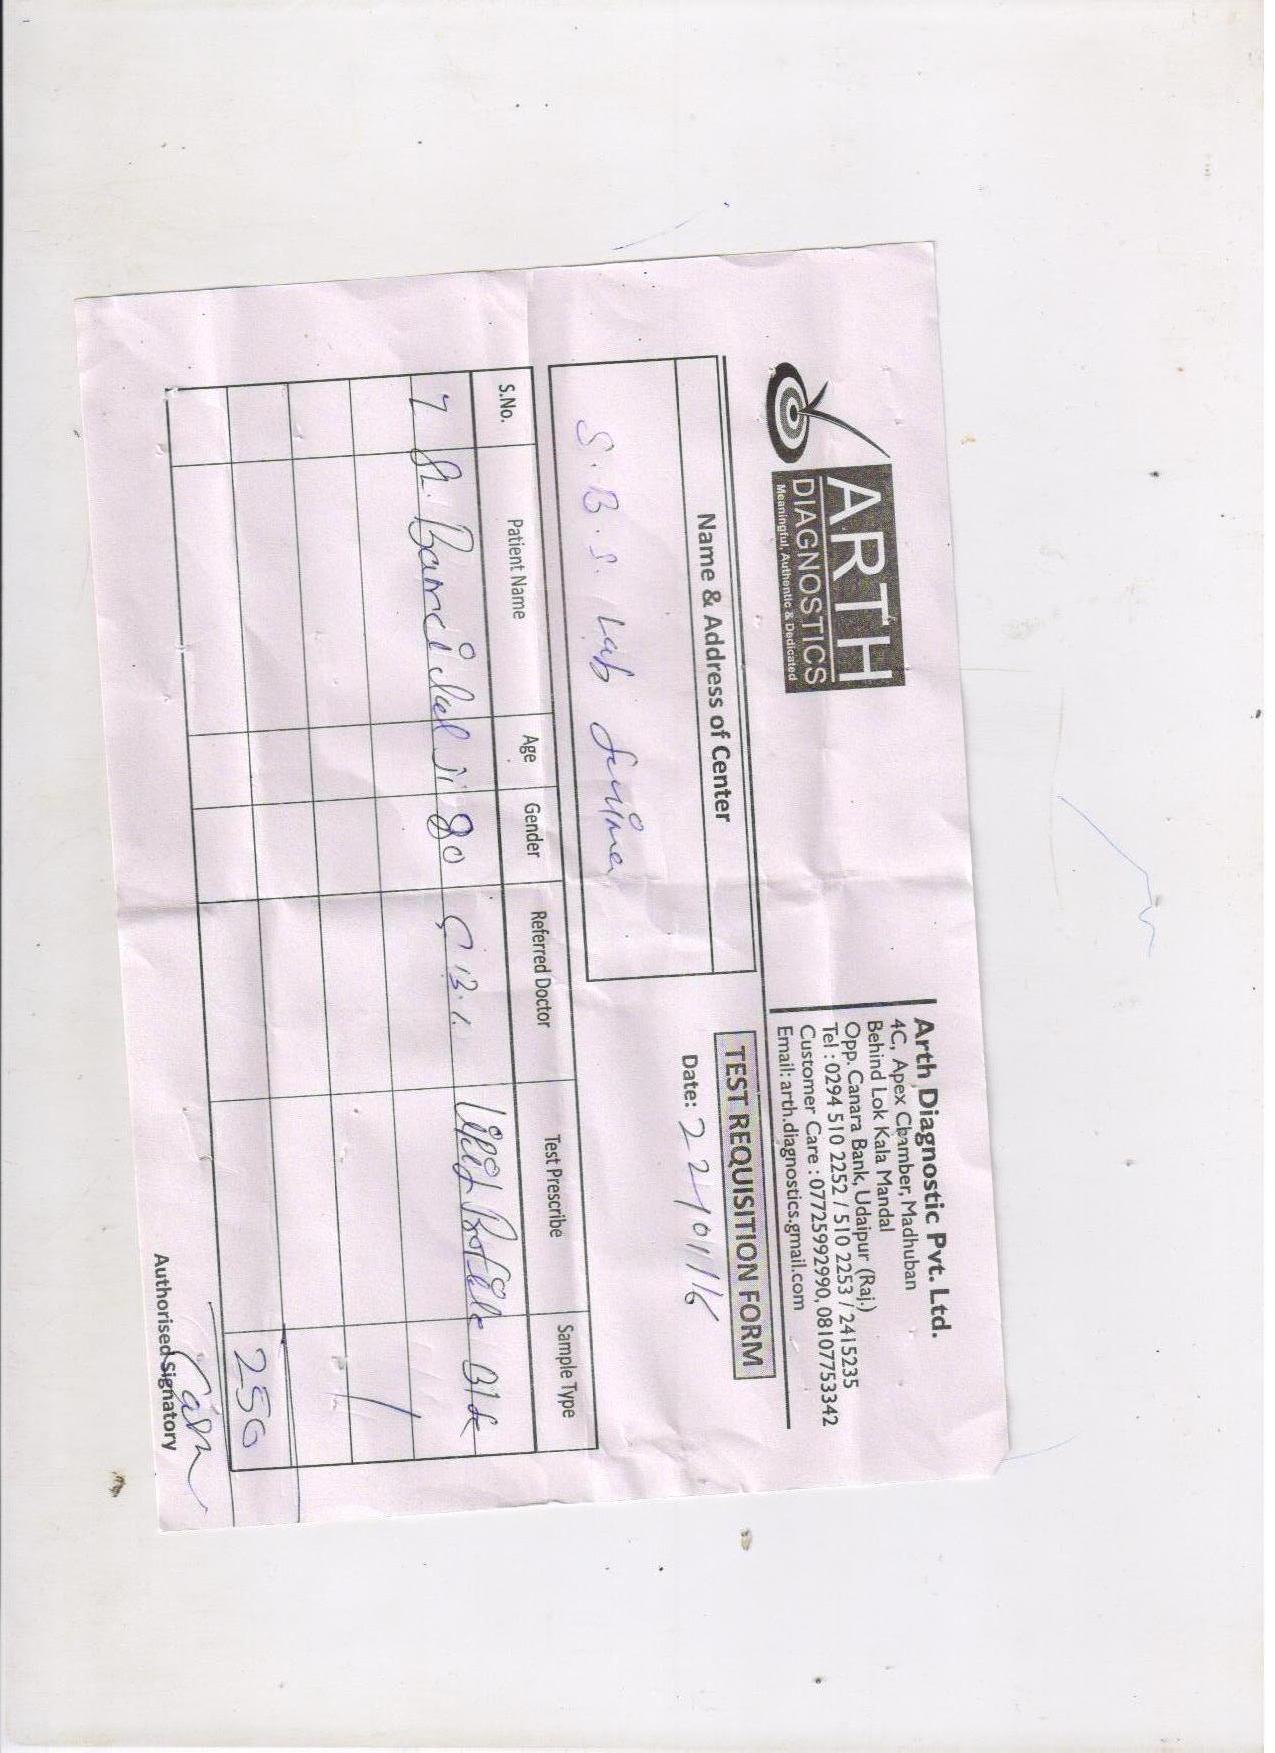 ARTH
DIAGNOSTICS
Meaningful, Authentic & Dedicated
Arth Diagnostic Pvt. Ltd.
4C, Apex Chamber, Madhuban
Behind Lok Kala Mandal
Opp. Canara Bank, Udaipur (Raj.)
Tel : 0294 510 2252 / 510 2253 / 2415235
Customer Care : 07725992990, 08107753342
Email: arth.diagnostics.gmail.com
Name & Address of Center
S.B.S. Lab
TEST REQUISITION FORM
Date: 22/01/16
S.No. Patient Name Age Gender Referred Doctor Test Prescribe Sample Type
80 Profile
250
Cash
Authorised Signatory